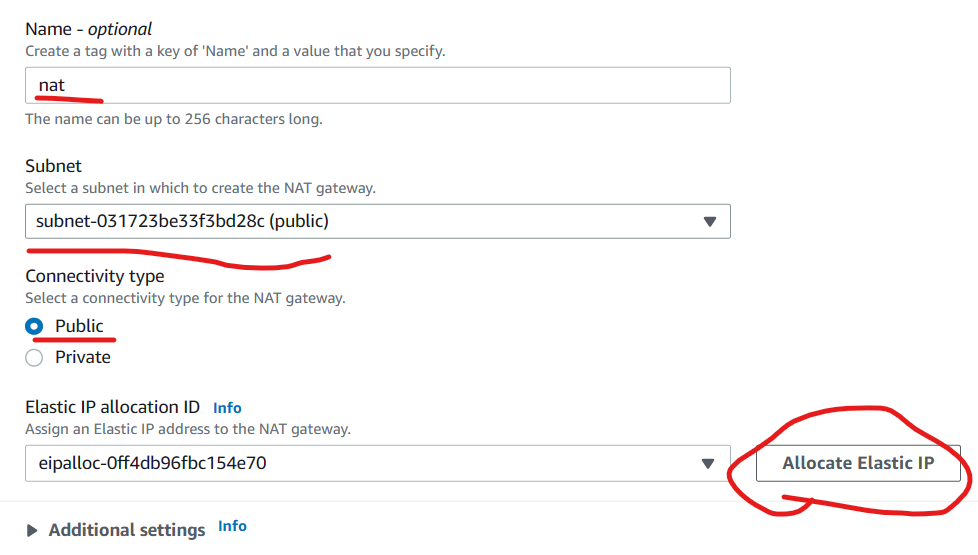 Name - optional
Create a tag with a key of 'Name' and a value that you specify.
nat
The name can be up to 256 characters long.
Subnet
Select a subnet in which to create the NAT gateway.
subnet-031723be33f3bd28c (public)
Connectivity type
Select a connectivity type for the NAT gateway.
Public
Private
Elastic IP allocation ID Info
Assign an Elastic IP address to the NAT gateway.
eipalloc-0ff4db96fbc154e70
Allocate Elastic IP
Additional settings Info